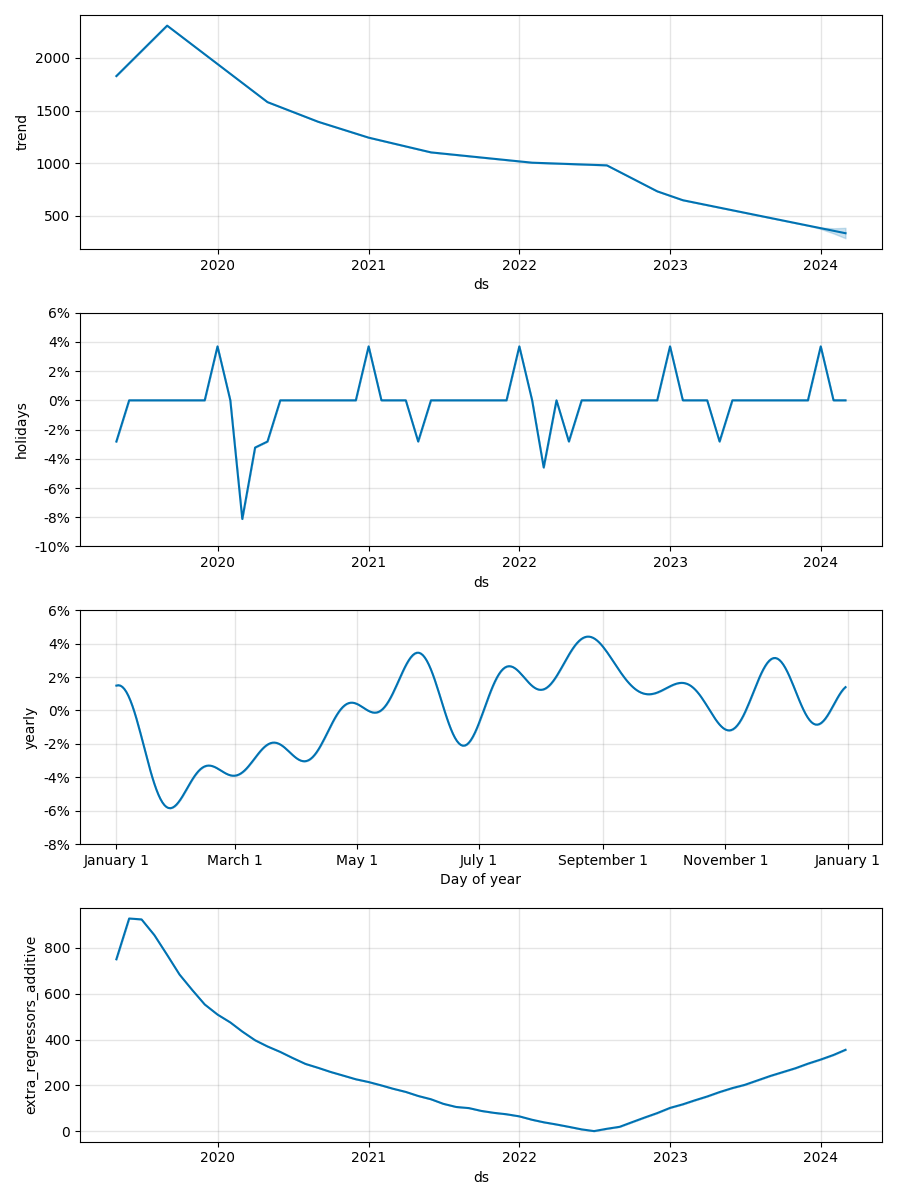 trend
2000
1500
1000
500
2020 2021 2022 2023 2024
ds
holidays
6%
4%
2%
0%
-2%
-4%
-6%
-8%
-10%
2020 2021 2022 2023 2024
ds
yearly
6%
4%
2%
0%
-2%
-4%
-6%
-8%
January 1 March 1 May 1 July 1 September 1 November 1 January 1
Day of year
extra_regressors_additive
800
600
400
200
0
2020 2021 2022 2023 2024
ds